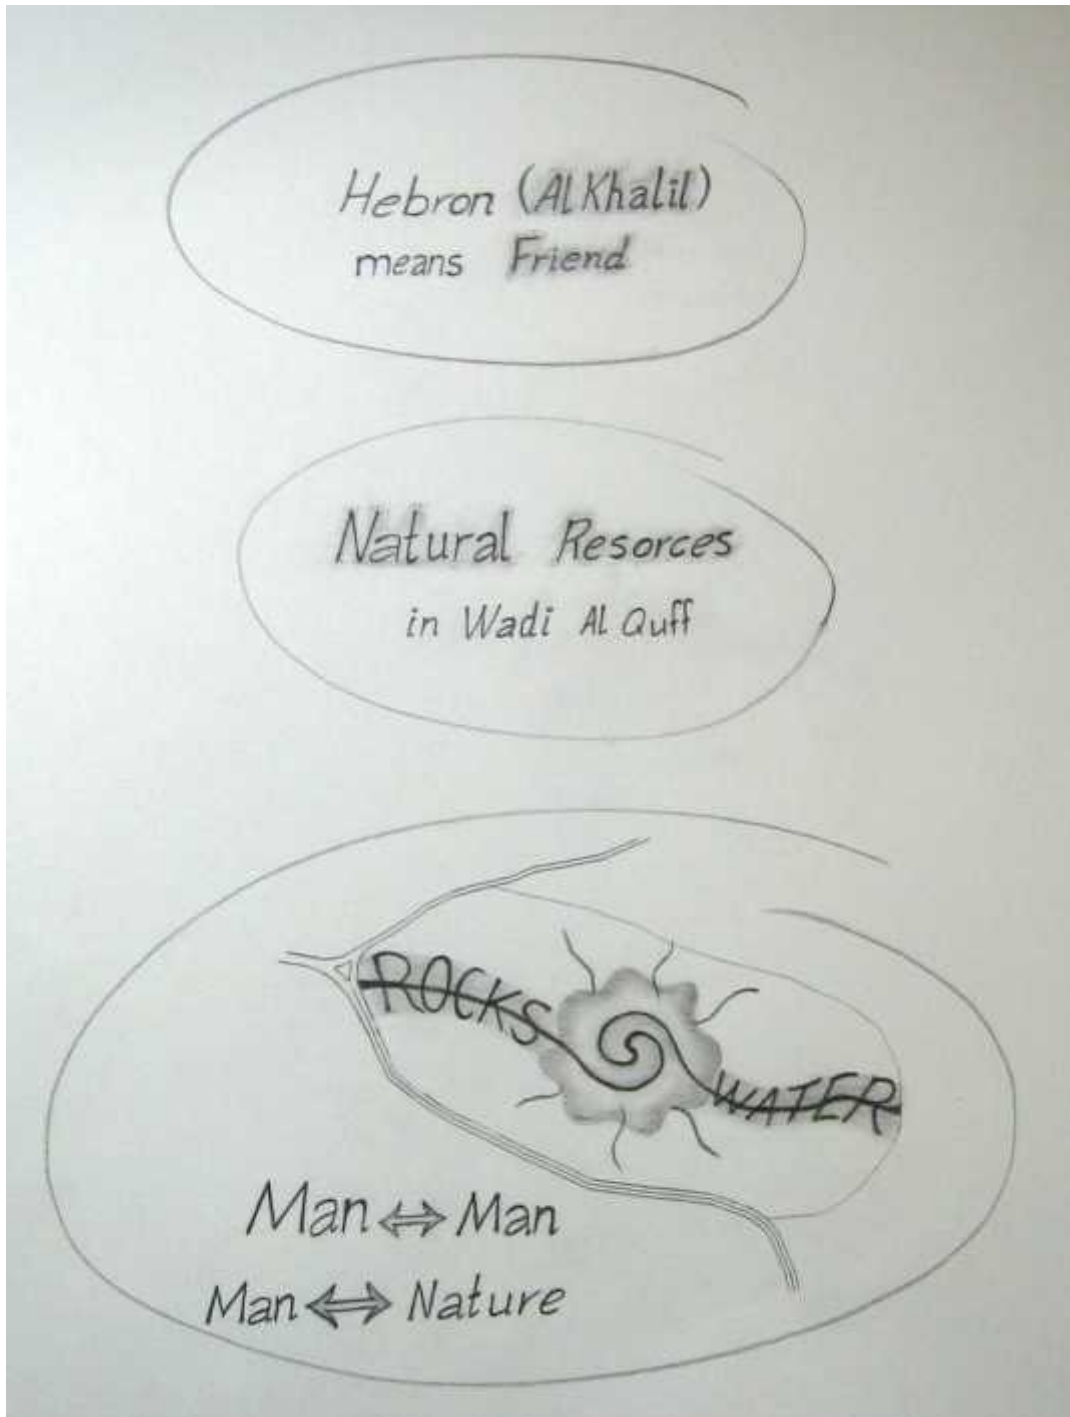 Hebron (Al Khalil)
means Friend
Natural Resorces
in Wadi Al Quff
ROCKS
WATER
Man ⇔ Man
Man ⇔ Nature